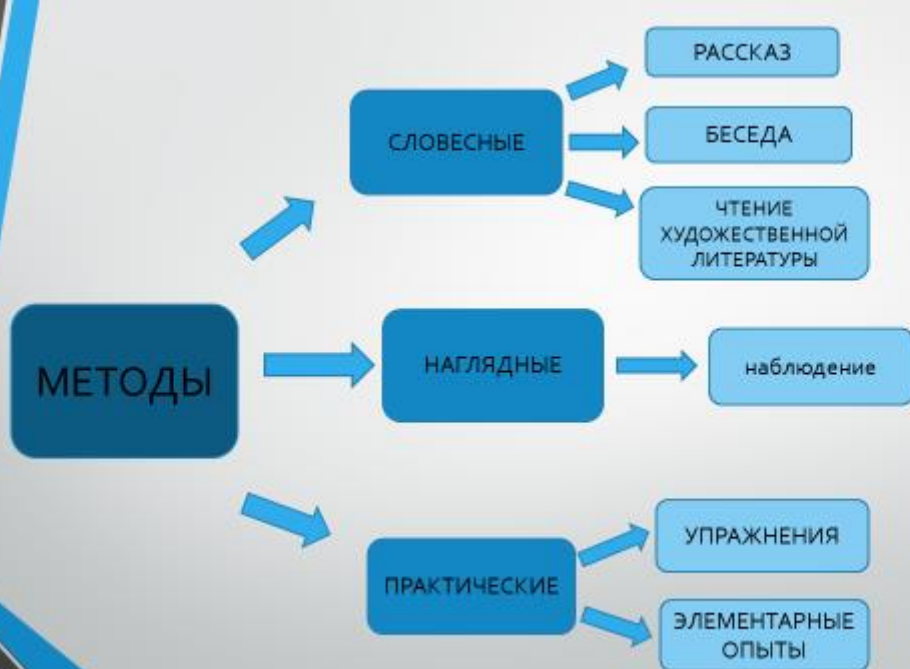 МЕТОДЫ
СЛОВЕСНЫЕ
РАССКАЗ
БЕСЕДА
ЧТЕНИЕ
ХУДОЖЕСТВЕННОЙ
ЛИТЕРАТУРЫ
НАГЛЯДНЫЕ
наблюдение
ПРАКТИЧЕСКИЕ
УПРАЖНЕНИЯ
ЭЛЕМЕНТАРНЫЕ
ОПЫТЫ